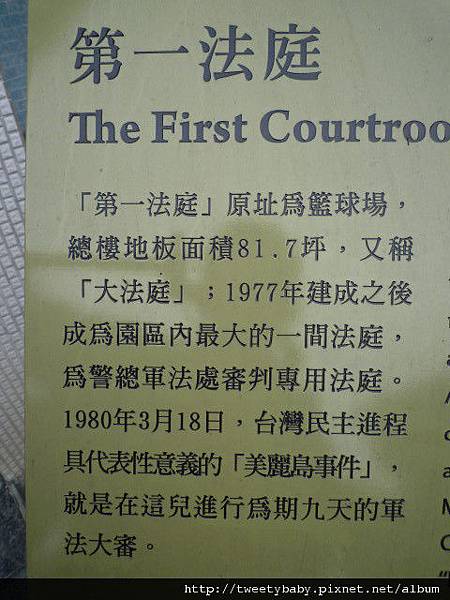 第一法庭
The First Courtroo
「第一法庭」原址為籃球場，
總樓地板面積81.7坪，又稱
「大法庭」；1977年建成之後
成為園區內最大的一間法庭，
為警總軍法處審判專用法庭。
1980年3月18日，台灣民主進程
具代表性意義的「美麗島事件」，
就是在這兒進行為期九天的軍
法大審。
http://tweetybaby.pixnet.net/album